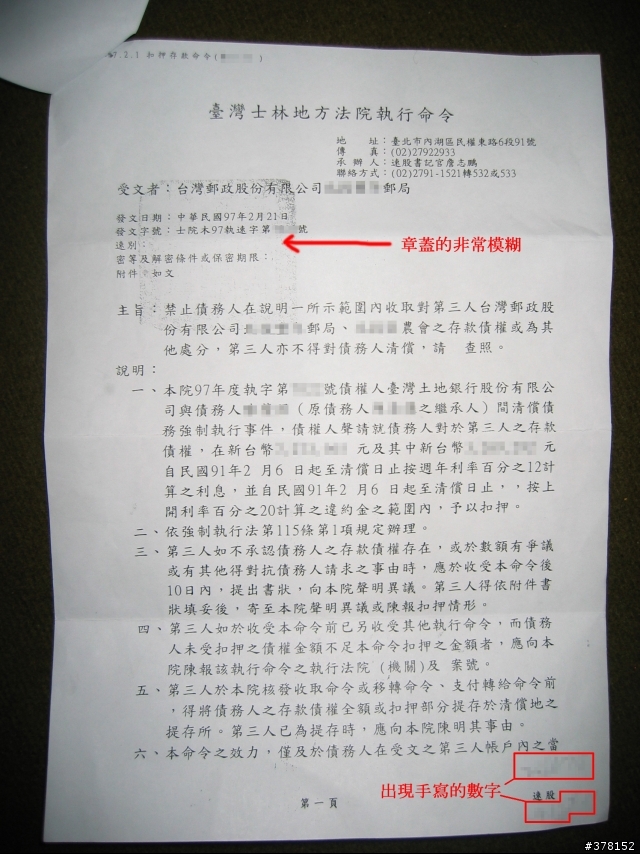 .2.1 扣押存款命令(
臺灣士林地方法院執行命令
地 址：臺北市內湖區民權東路6段91號
傳 真：(02)27922933
承 辦 人：速股書記官詹志鵬
聯絡方式：(02)2791-1521轉532或533
受文者：台灣郵政股份有限公司 郵局
發文日期：中華民國97年2月21日
發文字號：士院木97執速字第 號
速別：
密等及解密條件或保密期限：
附件：如文
章蓋的非常模糊
主旨：禁止債務人在說明一所示範圍內收取對第三人台灣郵政股
份有限公司 郵局、 農會之存款債權或為其
他處分，第三人亦不得對債務人清償，請 查照。
說明：
一、本院97年度執字第 號債權人臺灣土地銀行股份有限公
司與債務人 (原債務人 之繼承人) 間清償債
務強制執行事件，債權人聲請就債務人對於第三人之存款
債權，在新台幣 元及其中新台幣 元
自民國91年2 月6 日起至清償日止按週年利率百分之12計
算之利息，並自民國91年2 月6 日起至清償日止，，按上
開利率百分之20計算之違約金之範圍內，予以扣押。
二、依強制執行法第115條第1項規定辦理。
三、第三人如不承認債務人之存款債權存在，或於數額有爭議
或有其他得對抗債務人請求之事由時，應於收受本命令後
10日內，提出書狀，向本院聲明異議。第三人得依附件書
狀填妥後，寄至本院聲明異議或陳報扣押情形。
四、第三人如於收受本命令前已另收受其他執行命令，而債務
人未受扣押之債權金額不足本命令扣押之金額者，應向本
院陳報該執行命令之執行法院 (機關)及 案號。
五、第三人於本院核發收取命令或移轉命令、支付轉給命令前
，得將債務人之存款債權全額或扣押部分提存於清償地之
提存所。第三人已為提存時，應向本院陳明其事由。
六、本命令之效力，僅及於債務人在受文之第三人帳戶內之當
出現手寫的數字
速股
第一頁
#378152